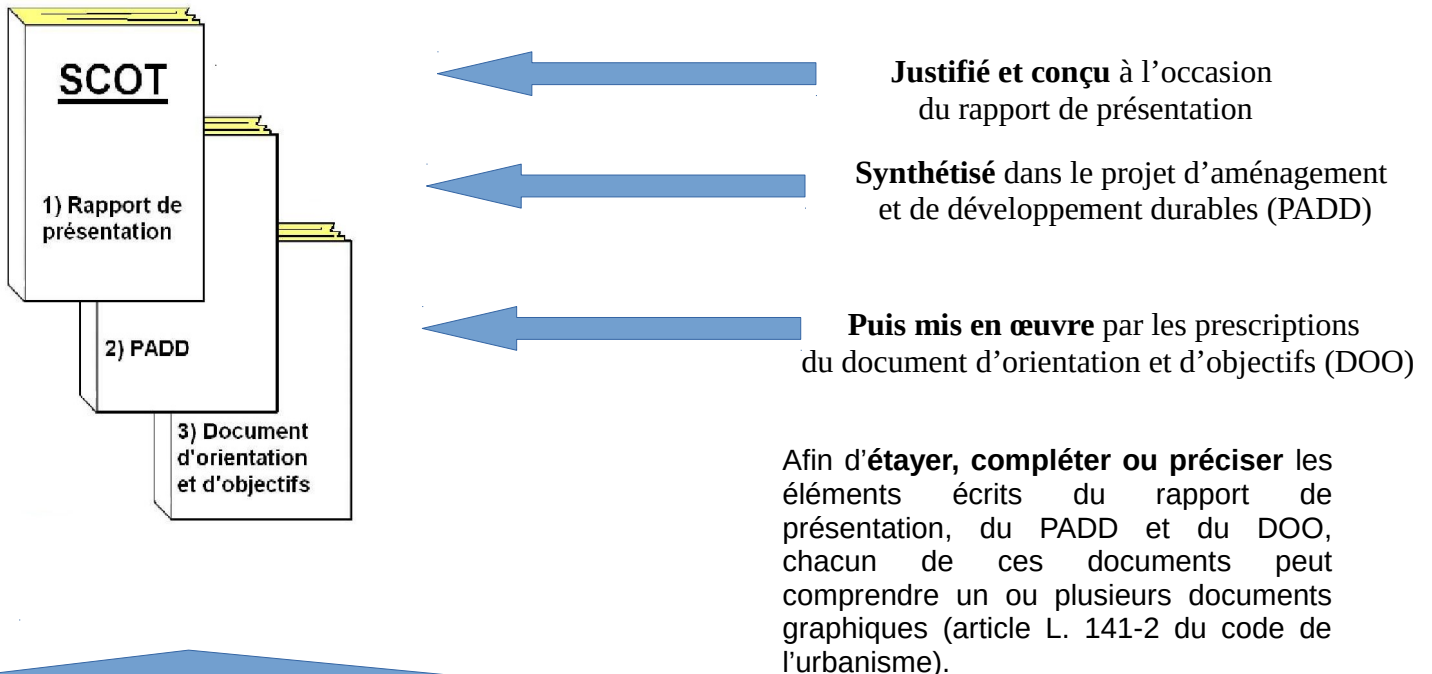 SCOT
1) Rapport de
présentation
2) PADD
3) Document
d'orientation
et d'objectifs
Justifié et conçu à l’occasion
du rapport de présentation
Synthétisé dans le projet d’aménagement
et de développement durables (PADD)
Puis mis en œuvre par les prescriptions
du document d’orientation et d’objectifs (DOO)
Afin d’étayer, compléter ou préciser les
éléments écrits du rapport de
présentation, du PADD et du DOO,
chacun de ces documents peut
comprendre un ou plusieurs documents
graphiques (article L. 141-2 du code de
l’urbanisme).